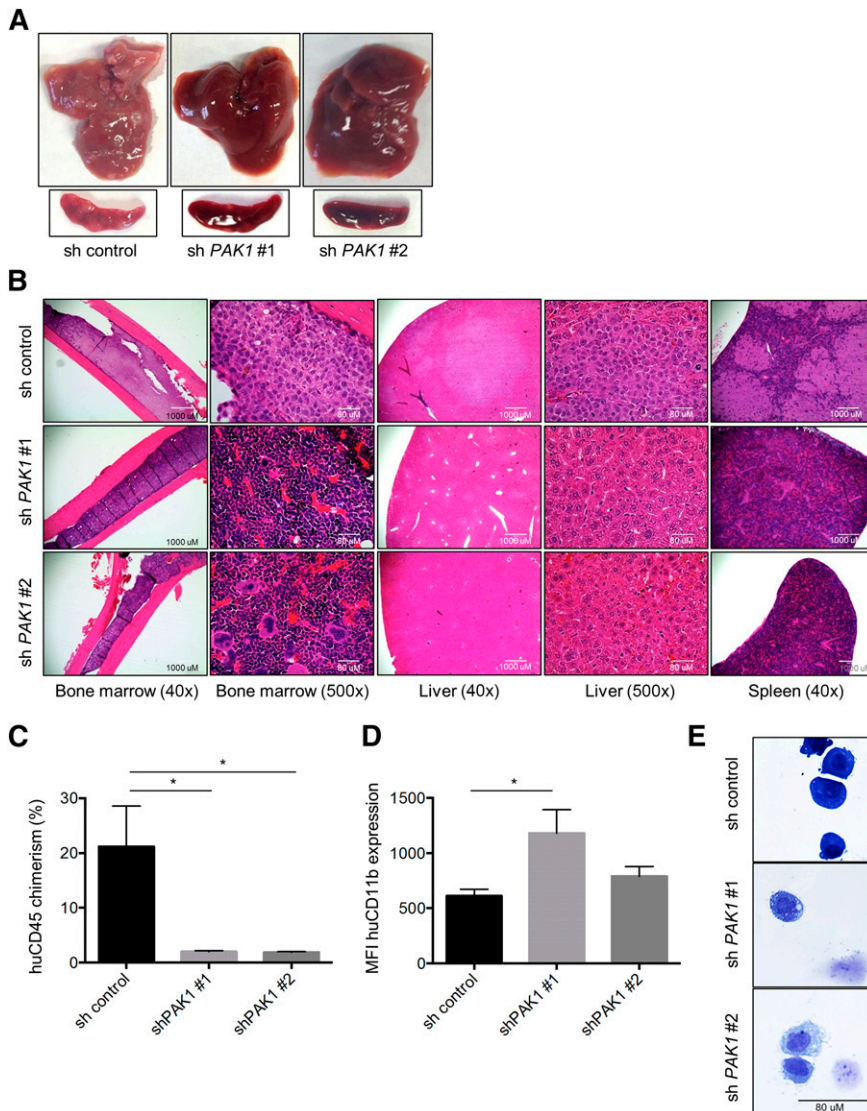 A
sh control
sh PAK1 #1
sh PAK1 #2
B
sh control
sh PAK1 #1
sh PAK1 #2
1000 uM
80 uM
1000 uM
80 uM
1000 uM
1000 uM
80 uM
1000 uM
80 uM
1000 uM
1000 uM
80 uM
1000 uM
80 uM
1000 uM
Bone marrow (40x)
Bone marrow (500x)
Liver (40x)
Liver (500x)
Spleen (40x)
C
huCD45 chimerism (%)
30
20
10
0
*
*
sh control
shPAK1 #1
shPAK1 #2
D
MFI huCD11b expression
1500
1000
500
0
*
sh control
shPAK1 #1
shPAK1 #2
E
sh control
sh PAK1 #1
sh PAK1 #2
80 uM